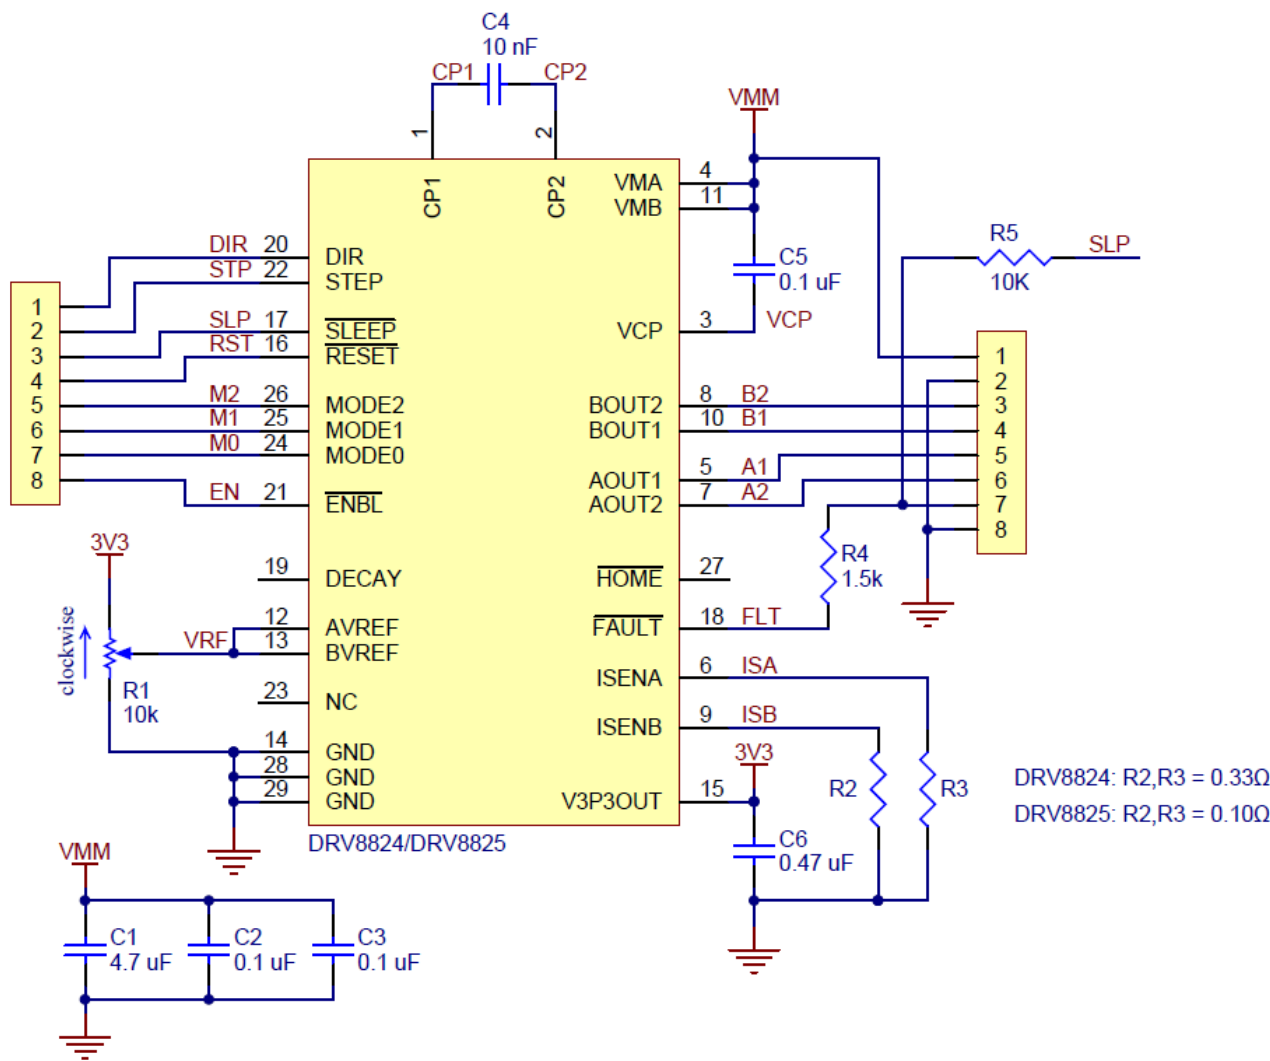 C4
10 nF
CP1
CP2
1
2
CP1
CP2
VMM
VMA
4
VMB
11
C5
0.1 uF
VCP
3
VCP
R5
10K
SLP
DIR
20
DIR
STP
22
STEP
SLP
17
SLEEP
RST
16
RESET
M2
26
MODE2
M1
25
MODE1
M0
24
MODE0
EN
21
ENBL
1
2
3
4
5
6
7
8
BOUT2
8
B2
BOUT1
10
B1
AOUT1
5
A1
AOUT2
7
A2
1
2
3
4
5
6
7
8
3V3
19
DECAY
HOME
27
R4
1.5k
12
AVREF
VRF
13
BVREF
FAULT
18
FLT
clockwise
R1
10k
23
NC
ISENA
6
ISA
ISENB
9
ISB
14
GND
28
GND
29
GND
3V3
V3P3OUT
15
R2
R3
DRV8824: R2,R3 = 0.33Ω
DRV8825: R2,R3 = 0.10Ω
DRV8824/DRV8825
C6
0.47 uF
VMM
C1
4.7 uF
C2
0.1 uF
C3
0.1 uF